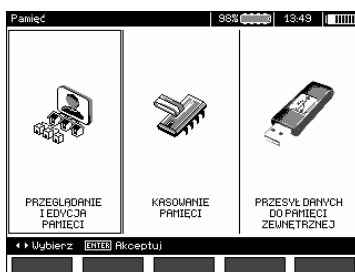 Pamięć 98% 13:49
PRZEGLĄDANIE
I EDYCJA
PAMIĘCI
KASOWANIE
PAMIĘCI
PRZESYŁ DANYCH
DO PAMIĘCI
ZEWNĘTRZNEJ
Wybierz ENTER Akceptuj